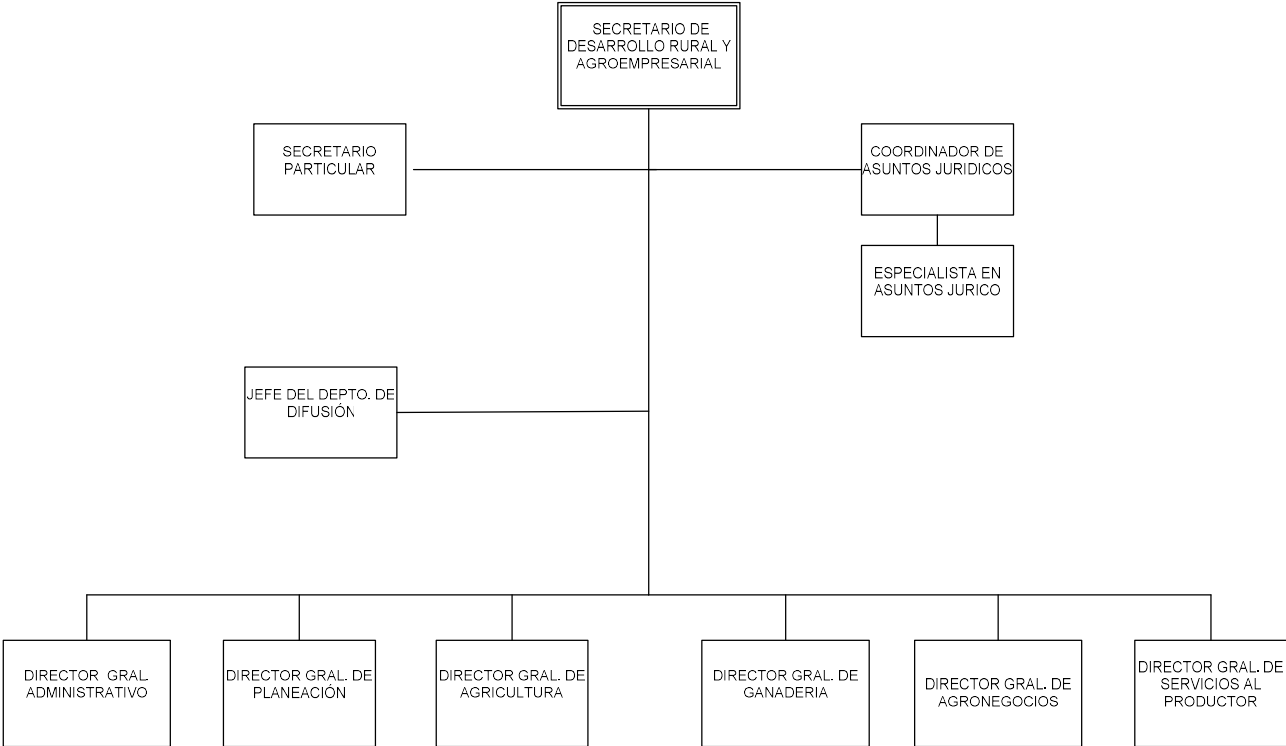 SECRETARIO DE
DESARROLLO RURAL Y
AGROEMPRESARIAL
SECRETARIO
PARTICULAR
COORDINADOR DE
ASUNTOS JURIDICOS
ESPECIALISTA EN
ASUNTOS JURICO
JEFE DEL DEPTO. DE
DIFUSIÓN
DIRECTOR GRAL.
ADMINISTRATIVO
DIRECTOR GRAL. DE
PLANEACIÓN
DIRECTOR GRAL. DE
AGRICULTURA
DIRECTOR GRAL. DE
GANADERIA
DIRECTOR GRAL. DE
AGRONEGOCIOS
DIRECTOR GRAL. DE
SERVICIOS AL
PRODUCTOR